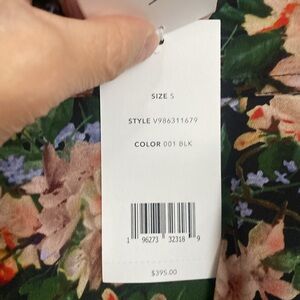 SIZE S
STYLE V986311679
COLOR 001 BLK
1 96273 32318 9
$395.00